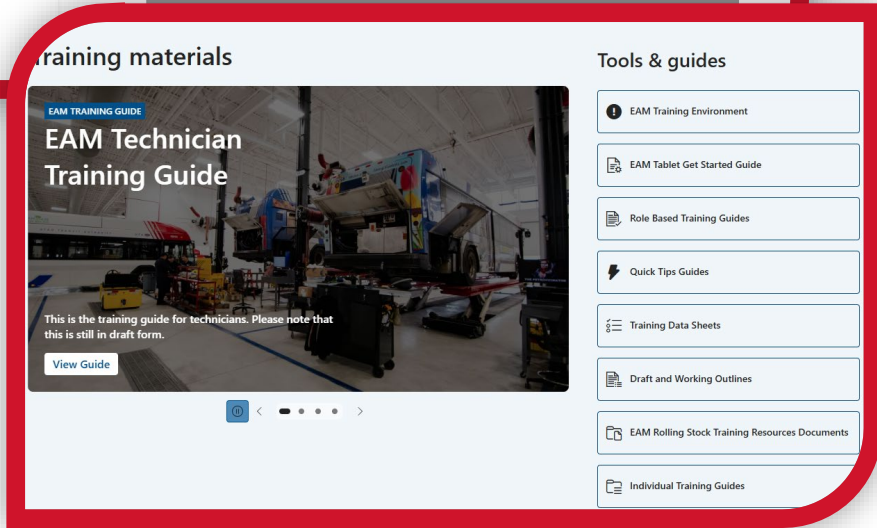 Training materials
EAM TRAINING GUIDE
EAM Technician
Training Guide
This is the training guide for technicians. Please note that
this is still in draft form.
View Guide
Tools & guides
EAM Training Environment
EAM Tablet Get Started Guide
Role Based Training Guides
Quick Tips Guides
Training Data Sheets
Draft and Working Outlines
EAM Rolling Stock Training Resources Documents
Individual Training Guides